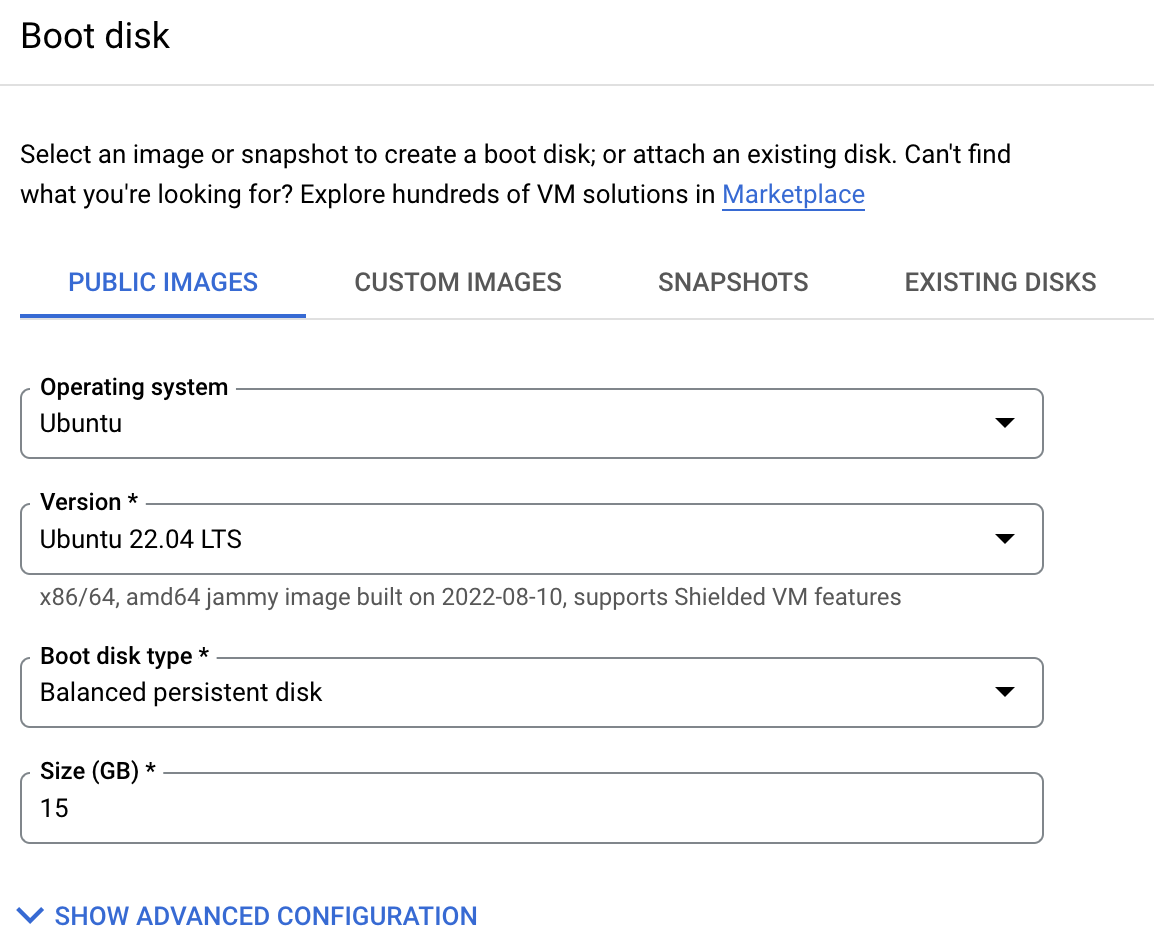 Boot disk
Select an image or snapshot to create a boot disk; or attach an existing disk. Can't find
what you're looking for? Explore hundreds of VM solutions in Marketplace
PUBLIC IMAGES CUSTOM IMAGES SNAPSHOTS EXISTING DISKS
Operating system
Ubuntu
Version *
Ubuntu 22.04 LTS
x86/64, amd64 jammy image built on 2022-08-10, supports Shielded VM features
Boot disk type *
Balanced persistent disk
Size (GB) *
15
SHOW ADVANCED CONFIGURATION